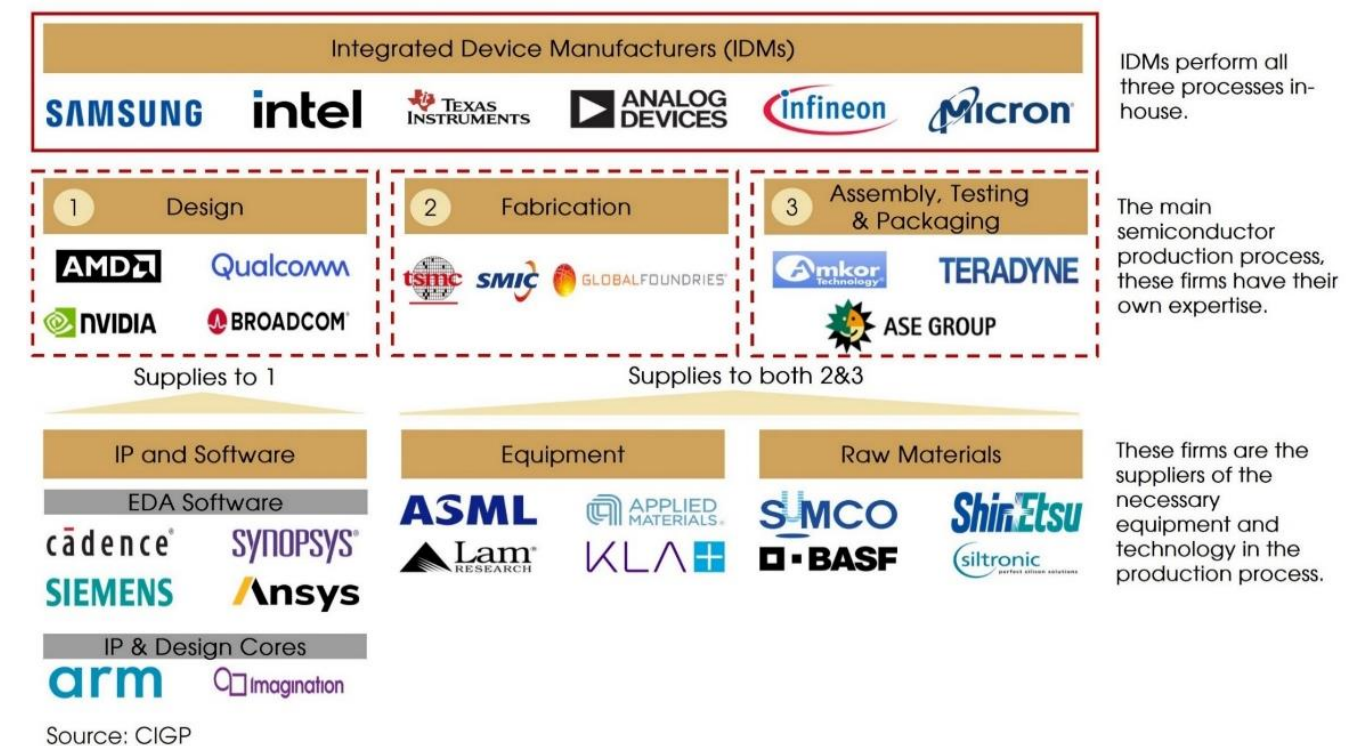 Integrated Device Manufacturers (IDMs)
SAMSUNG
intel
TEXAS
INSTRUMENTS
ANALOG
DEVICES
infineon
Micron
IDMs perform all
three processes in-
house.
1
Design
AMD
Qualcomm
NVIDIA
BROADCOM
2
Fabrication
tsmc
SMIC
GLOBALFOUNDRIES
3
Assembly, Testing
& Packaging
Amkor
Technology
TERADYNE
ASE GROUP
The main
semiconductor
production process,
these firms have their
own expertise.
Supplies to 1
Supplies to both 2&3
IP and Software
EDA Software
cādence
SYNOPSYS
SIEMENS
Ansys
IP & Design Cores
arm
Imagination
Equipment
ASML
APPLIED
MATERIALS
Lam
RESEARCH
KLA+
Raw Materials
SUMCO
ShinEtsu
BASF
siltronic
perfect silicon solutions
These firms are the
suppliers of the
necessary
equipment and
technology in the
production process.
Source: CIGP